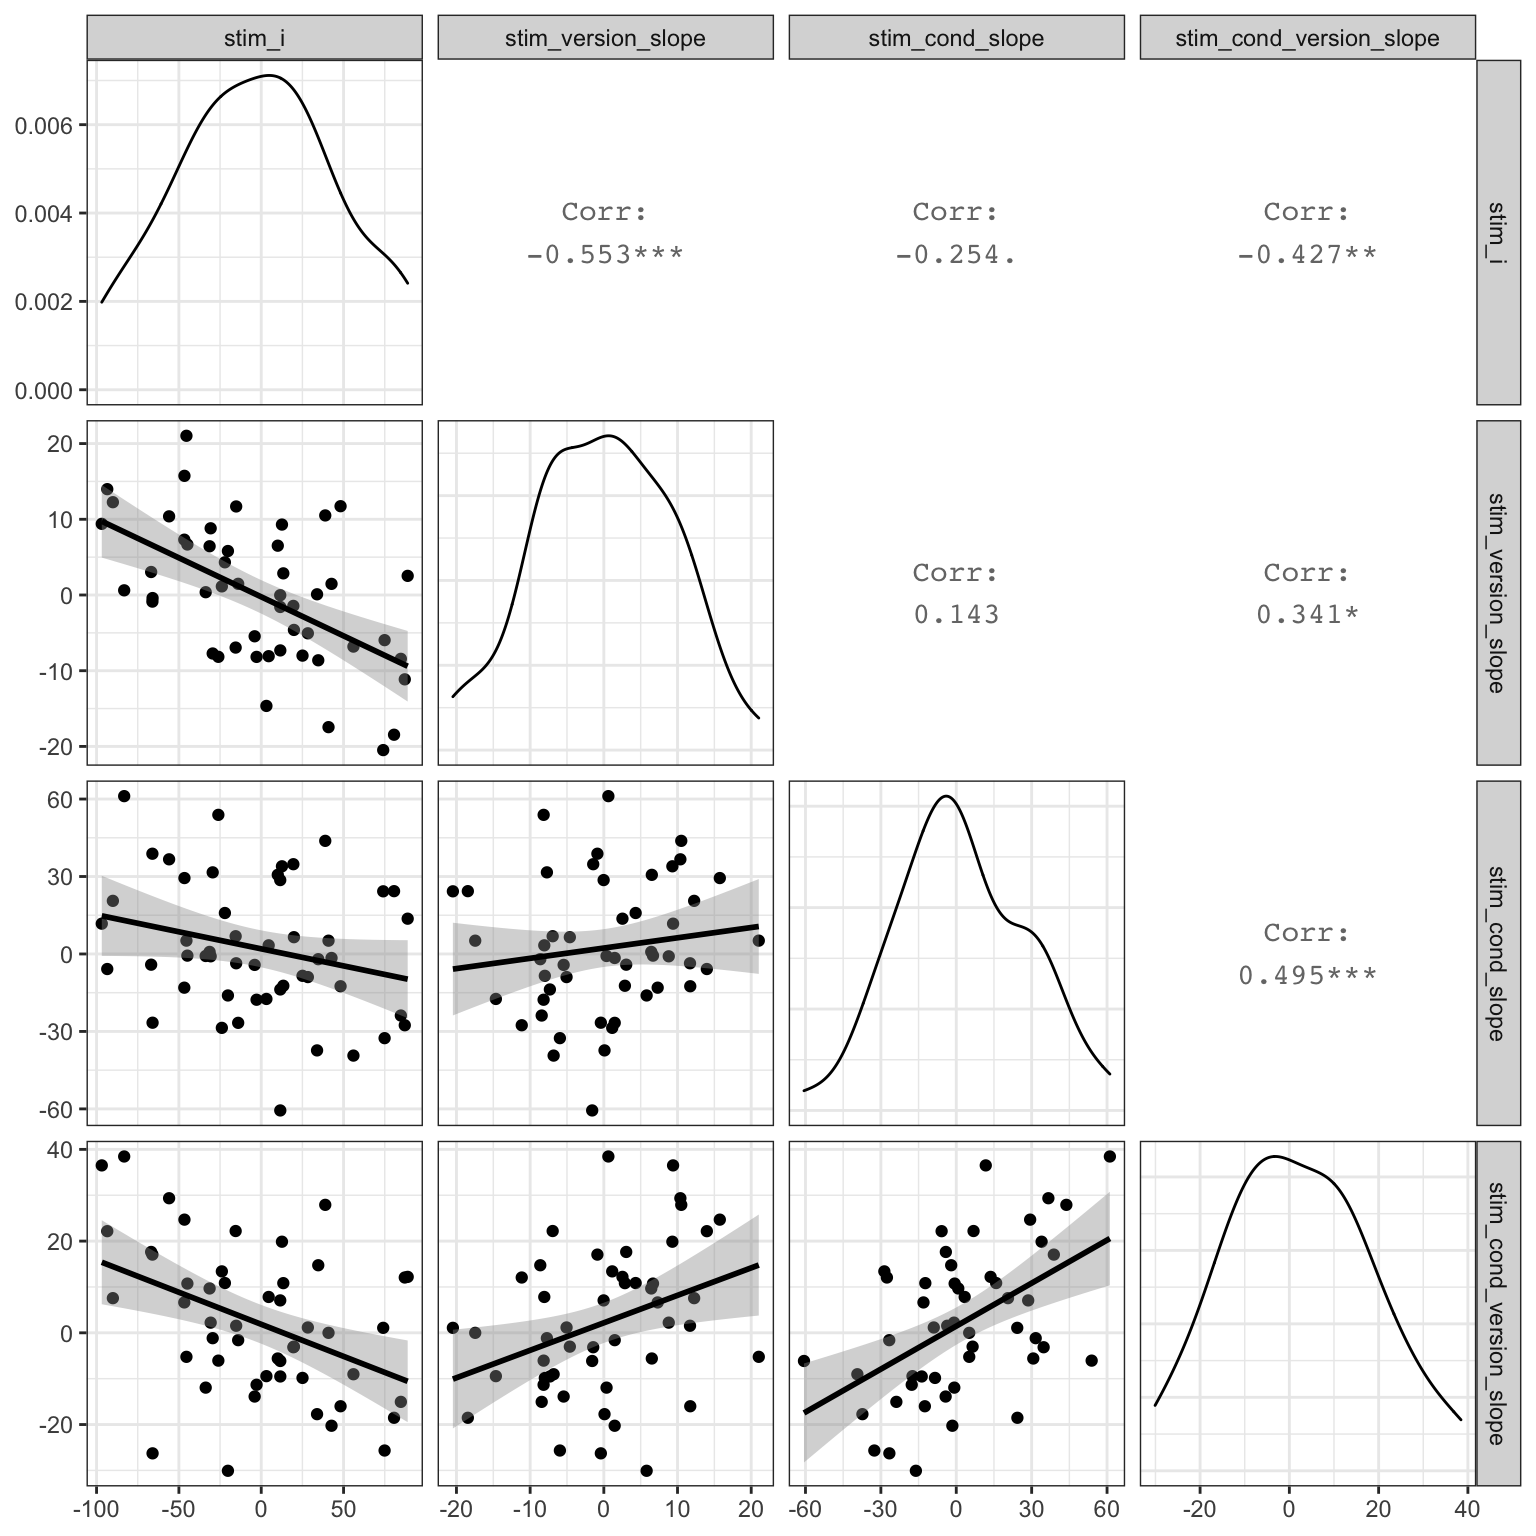 stim_i stim_version_slope stim_cond_slope stim_cond_version_slope
0.006
0.004
0.002
0.000
Corr:
-0.553***
Corr:
-0.254.
Corr:
-0.427**
stim_i
20
10
0
-10
-20
Corr:
0.143
Corr:
0.341*
stim_version_slope
60
30
0
-30
-60
Corr:
0.495***
stim_cond_slope
40
20
0
-20
stim_cond_version_slope
-100 -50 0 50 -20 -10 0 10 20 -60 -30 0 30 60 -20 0 20 40